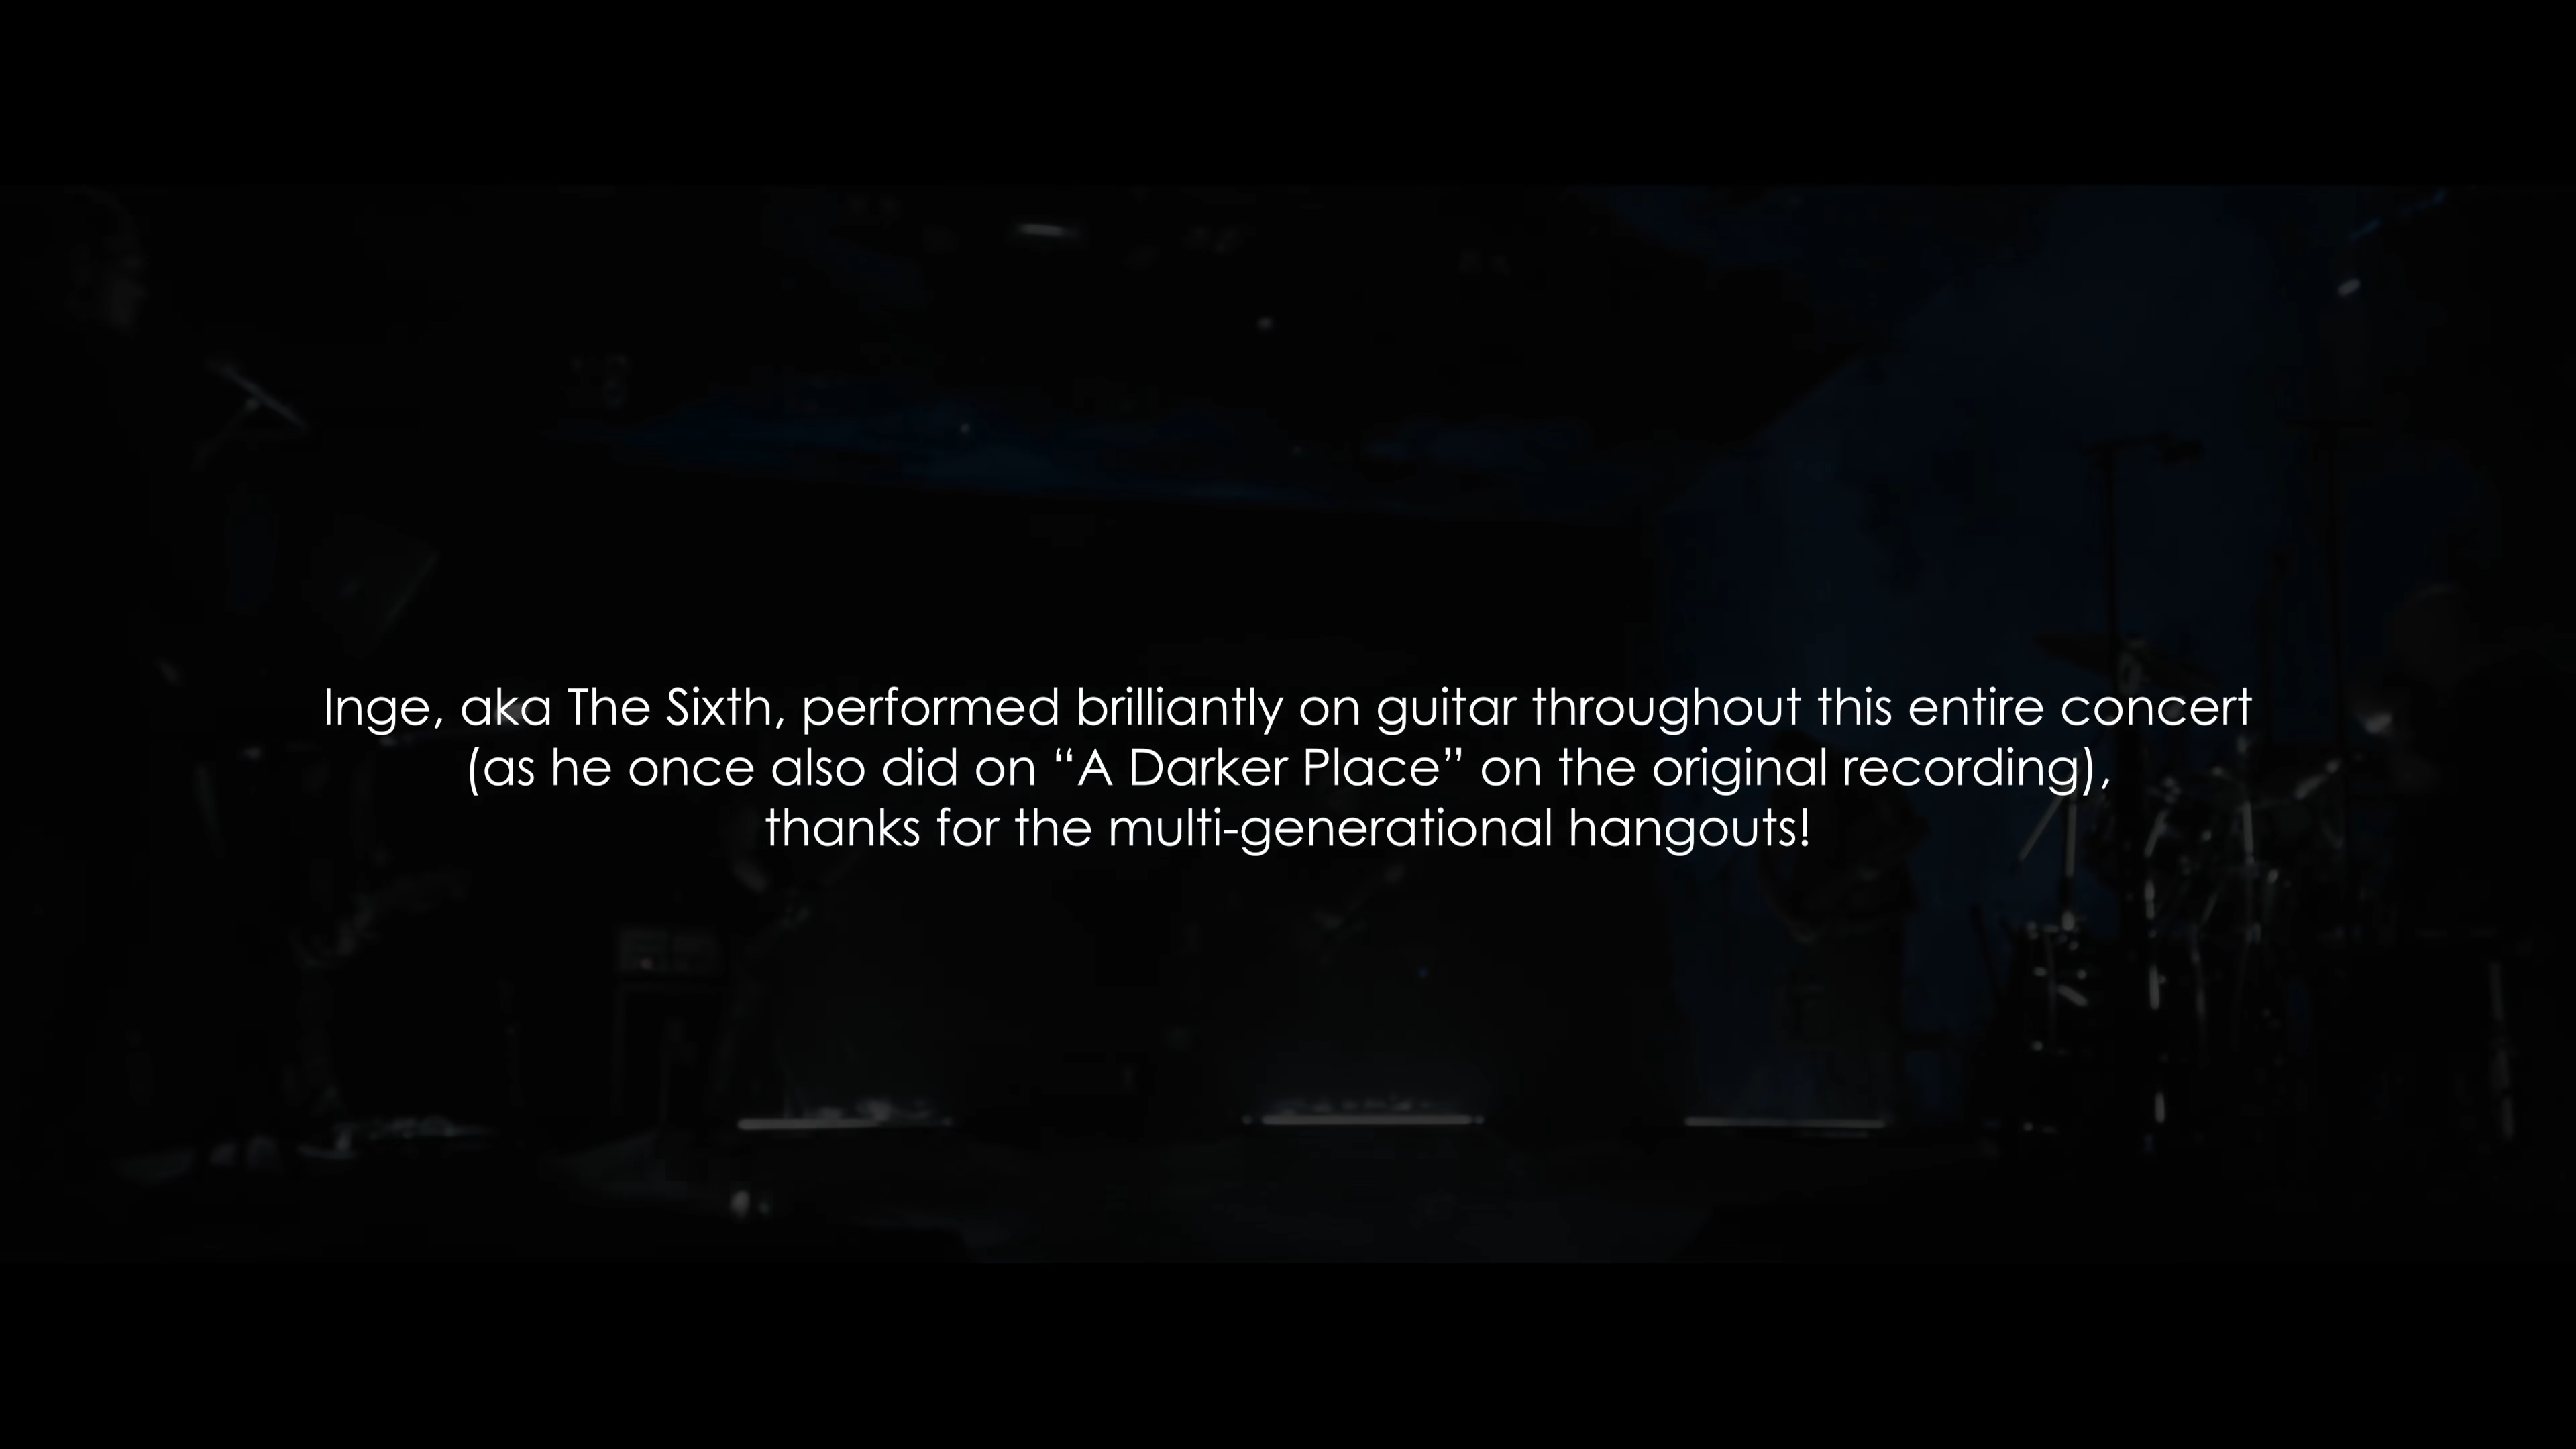 Inge, aka The Sixth, performed brilliantly on guitar throughout this entire concert
(as he once also did on “A Darker Place” on the original recording),
thanks for the multi-generational hangouts!